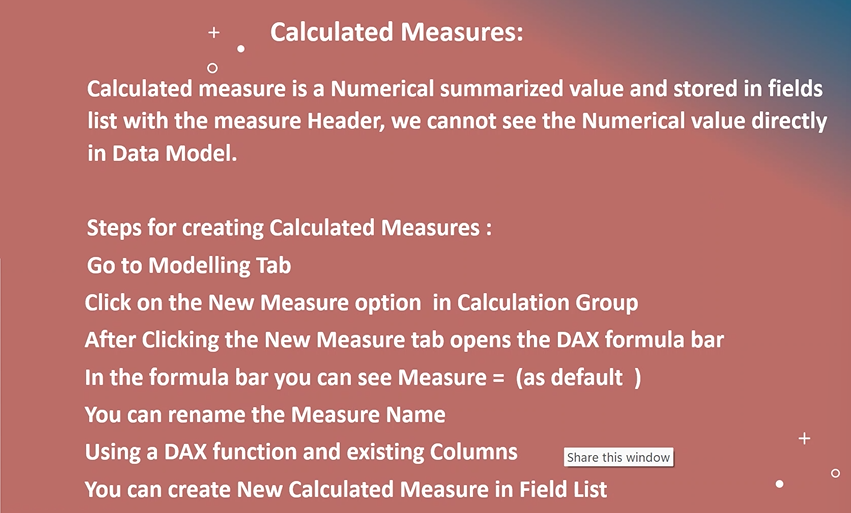 Calculated Measures:
Calculated measure is a Numerical summarized value and stored in fields
list with the measure Header, we cannot see the Numerical value directly
in Data Model.
Steps for creating Calculated Measures :
Go to Modelling Tab
Click on the New Measure option  in Calculation Group
After Clicking the New Measure tab opens the DAX formula bar
In the formula bar you can see Measure =  (as default  )
You can rename the Measure Name
Using a DAX function and existing Columns
Share this window
You can create New Calculated Measure in Field List